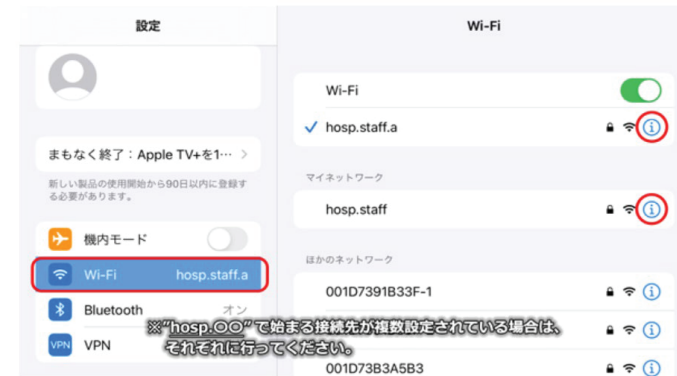 設定
まもなく終了：Apple TV+を1…
新しい製品の使用開始から90日以内に登録す
る必要があります。
機内モード
Wi-Fi hosp.staff.a
Bluetooth オン
VPN VPN
Wi-Fi
Wi-Fi
hosp.staff.a
マイネットワーク
hosp.staff
ほかのネットワーク
001D7391B33F-1
001D73B3A5B3
※"hosp.〇〇"で始まる接続先が複数設定されている場合は、
それぞれに行ってください。